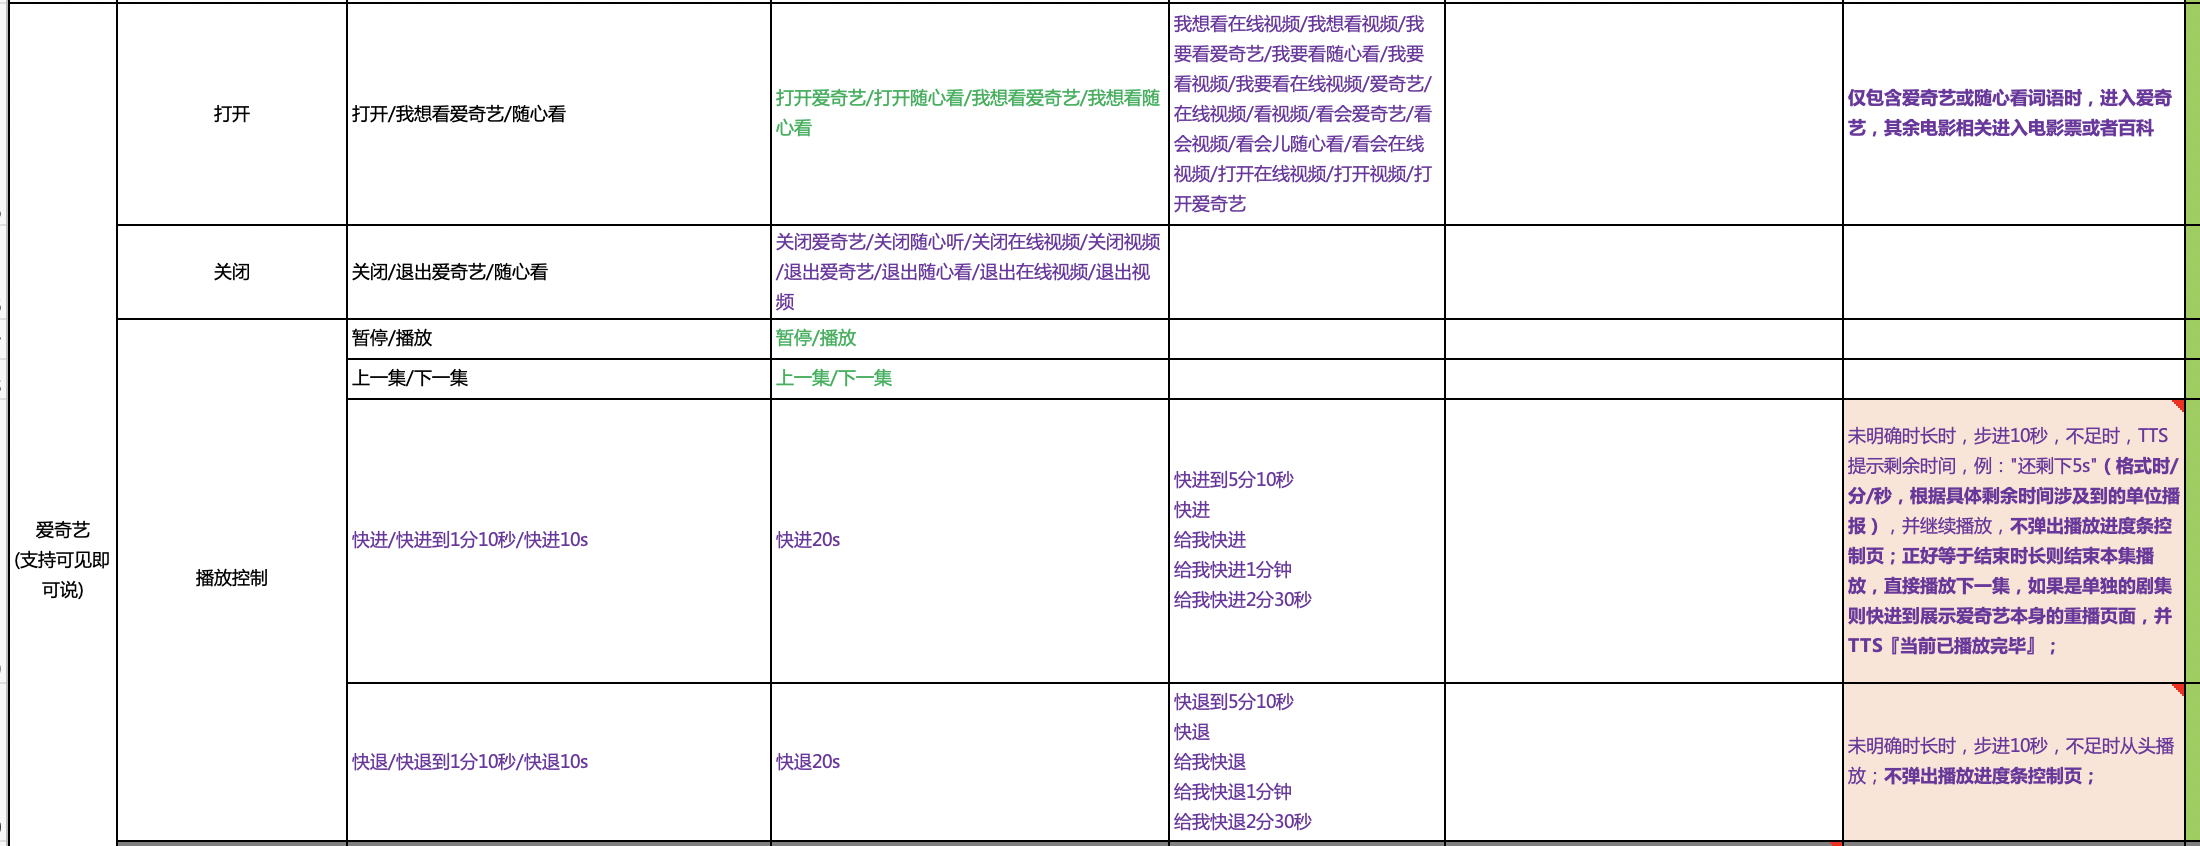 爱奇艺
(支持可见即
可说)
打开
打开/我想看爱奇艺/随心看
打开爱奇艺/打开随心看/我想看爱奇艺/我想看随
心看
我想看在线视频/我想看视频/我
要看爱奇艺/我要看随心看/我要
看视频/我要看在线视频/爱奇艺/
在线视频/看视频/看会爱奇艺/看
会视频/看会儿随心看/看会在线
视频/打开在线视频/打开视频/打
开爱奇艺
仅包含爱奇艺或随心看词语时，进入爱奇
艺，其余电影相关进入电影票或者百科
关闭
关闭/退出爱奇艺/随心看
关闭爱奇艺/关闭随心听/关闭在线视频/关闭视频
/退出爱奇艺/退出随心看/退出在线视频/退出视
频
播放控制
暂停/播放
暂停/播放
上一集/下一集
上一集/下一集
快进/快进到1分10秒/快进10s
快进20s
快进到5分10秒
快进
给我快进
给我快进1分钟
给我快进2分30秒
未明确时长时，步进10秒，不足时，TTS
提示剩余时间，例："还剩下5s"（格式时/
分/秒，根据具体剩余时间涉及到的单位播
报），并继续播放，不弹出播放进度条控
制页；正好等于结束时长则结束本集播
放，直接播放下一集，如果是单独的剧集
则快进到展示爱奇艺本身的重播页面，并
TTS『当前已播放完毕』；
快退/快退到1分10秒/快退10s
快退20s
快退到5分10秒
快退
给我快退
给我快退1分钟
给我快退2分30秒
未明确时长时，步进10秒，不足时从头播
放；不弹出播放进度条控制页；